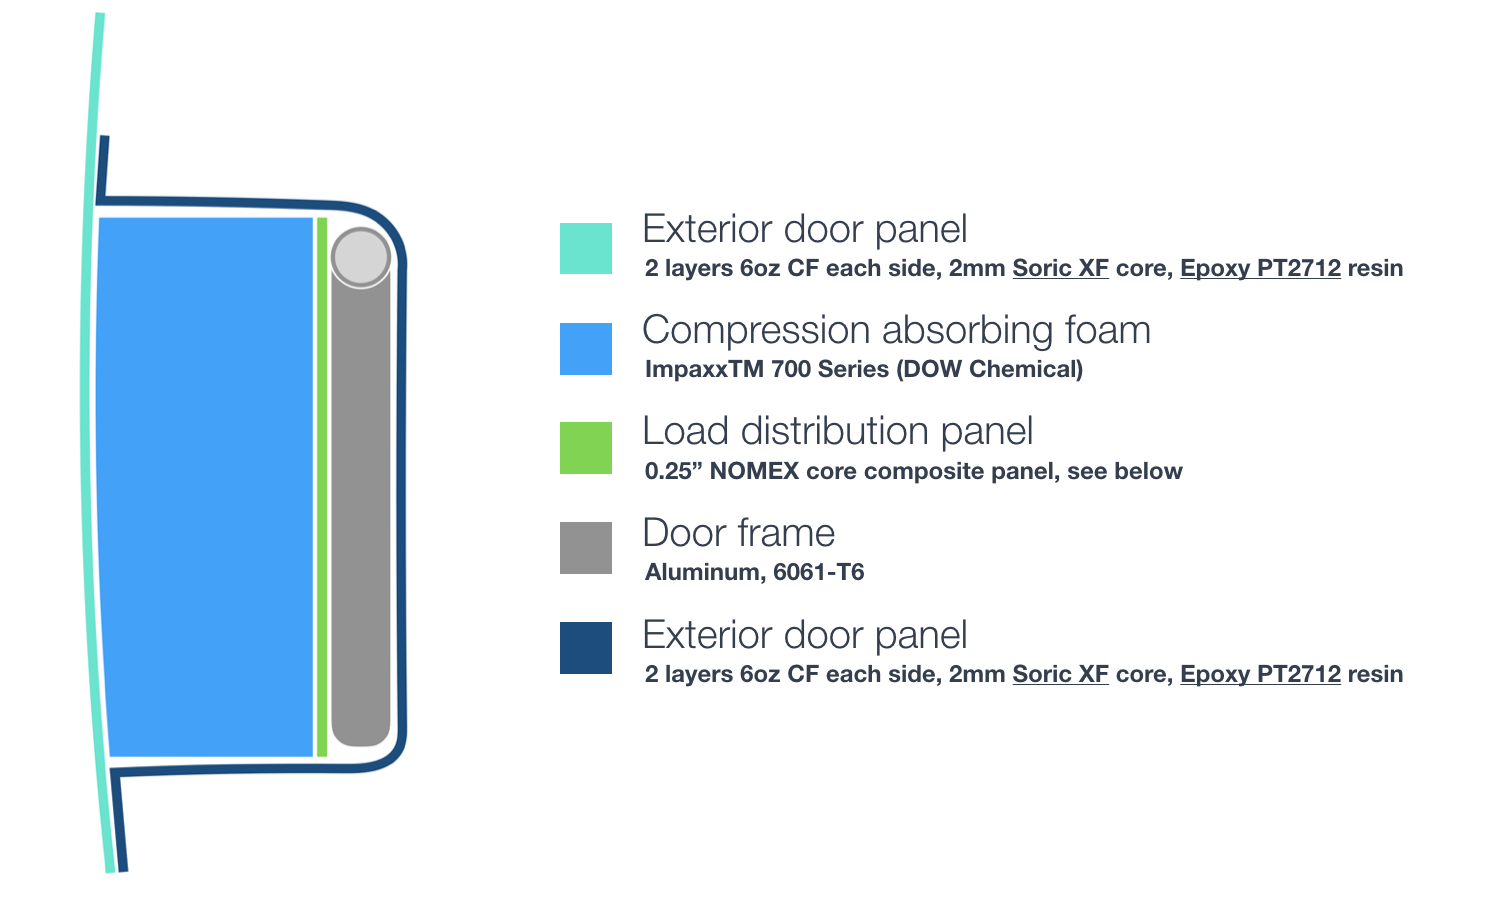 Exterior door panel
2 layers 6oz CF each side, 2mm Soric XF core, Epoxy PT2712 resin
Compression absorbing foam
ImpaxxTM 700 Series (DOW Chemical)
Load distribution panel
0.25” NOMEX core composite panel, see below
Door frame
Aluminum, 6061-T6
Exterior door panel
2 layers 6oz CF each side, 2mm Soric XF core, Epoxy PT2712 resin